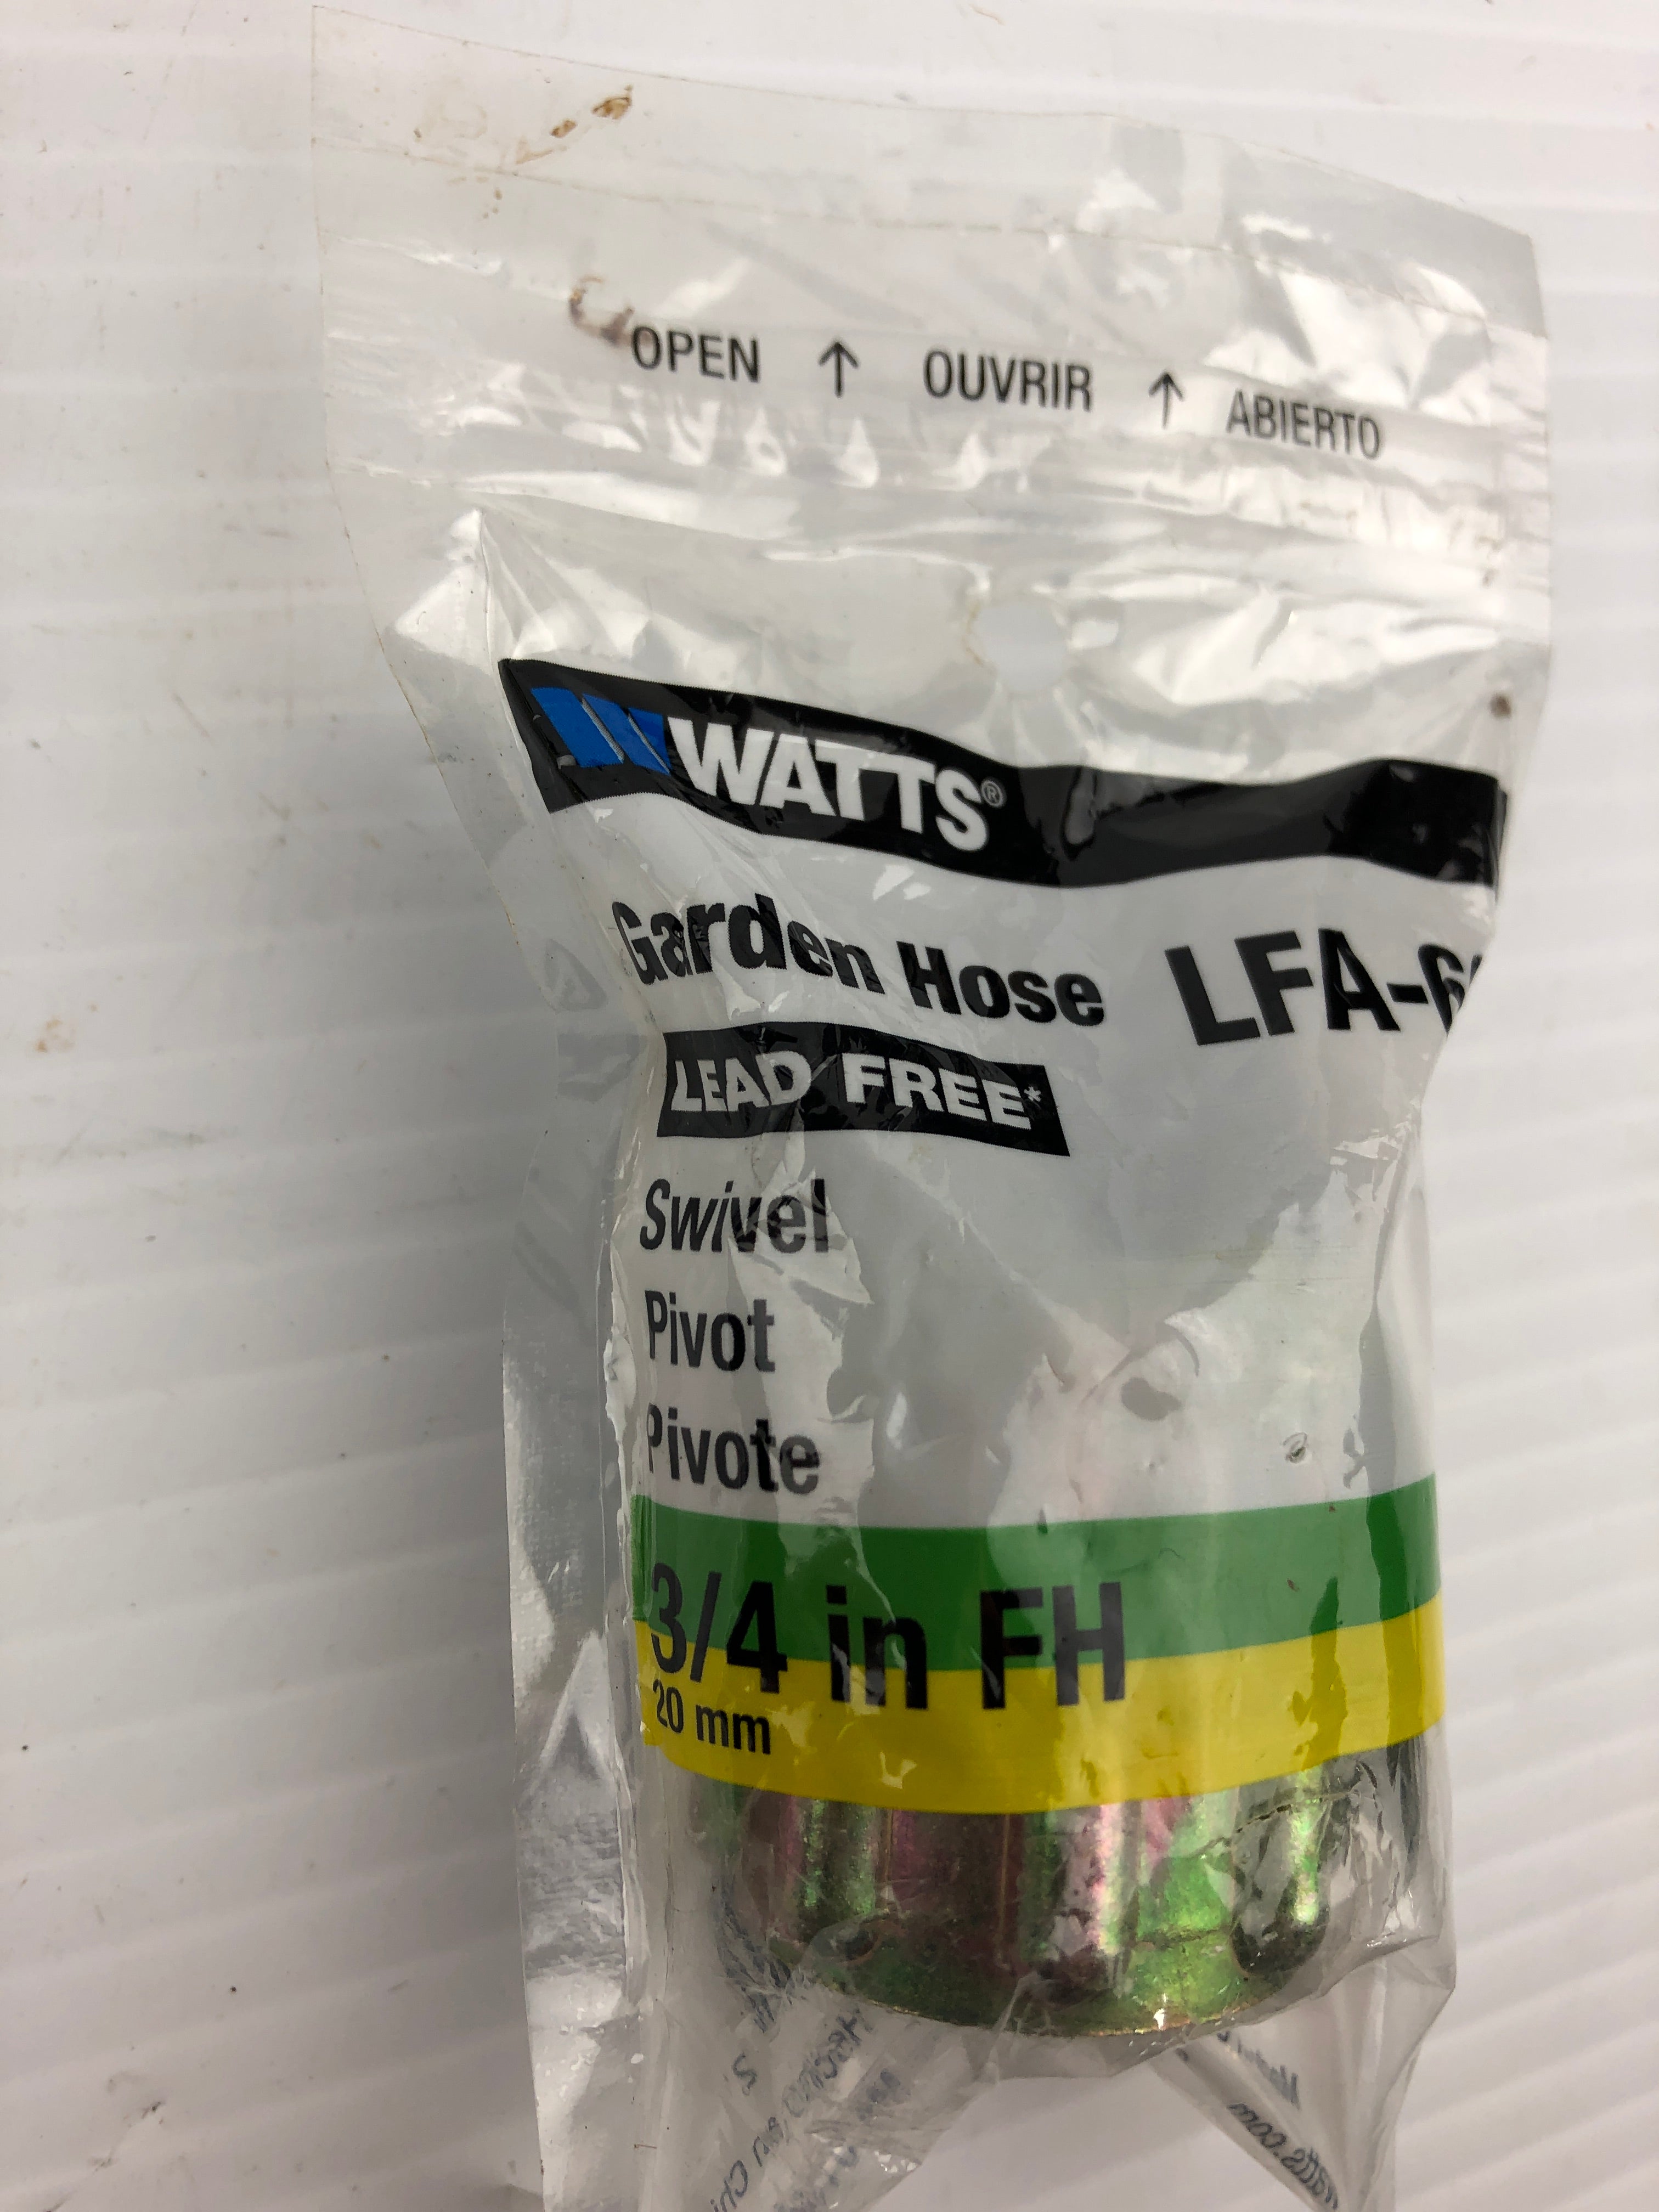 OPEN ↑ OUVRIR ↑ ABIERTO
WATTS®
Garden Hose LFA-6
LEAD FREE*
Swivel
Pivot
Pivote
3/4 in FH
20 mm